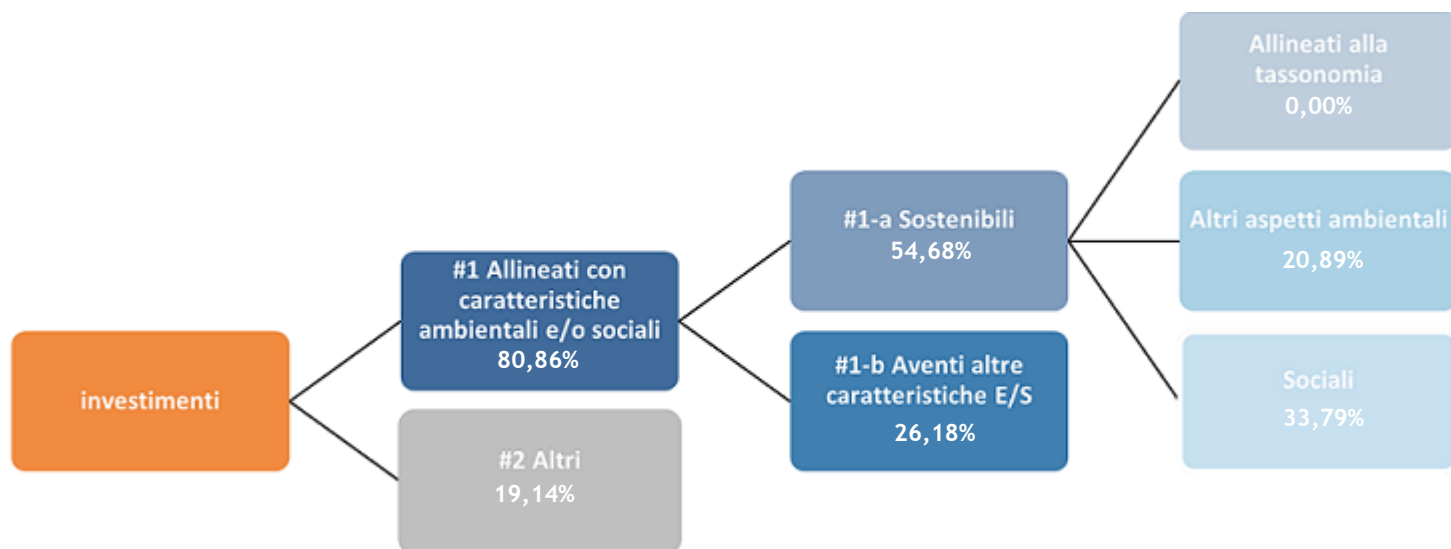 investimenti
#1 Allineati con
caratteristiche
ambientali e/o sociali
80,86%
#2 Altri
19,14%
#1-a Sostenibili
54,68%
#1-b Aventi altre
caratteristiche E/S
26,18%
Allineati alla
tassonomia
0,00%
Altri aspetti ambientali
20,89%
Sociali
33,79%